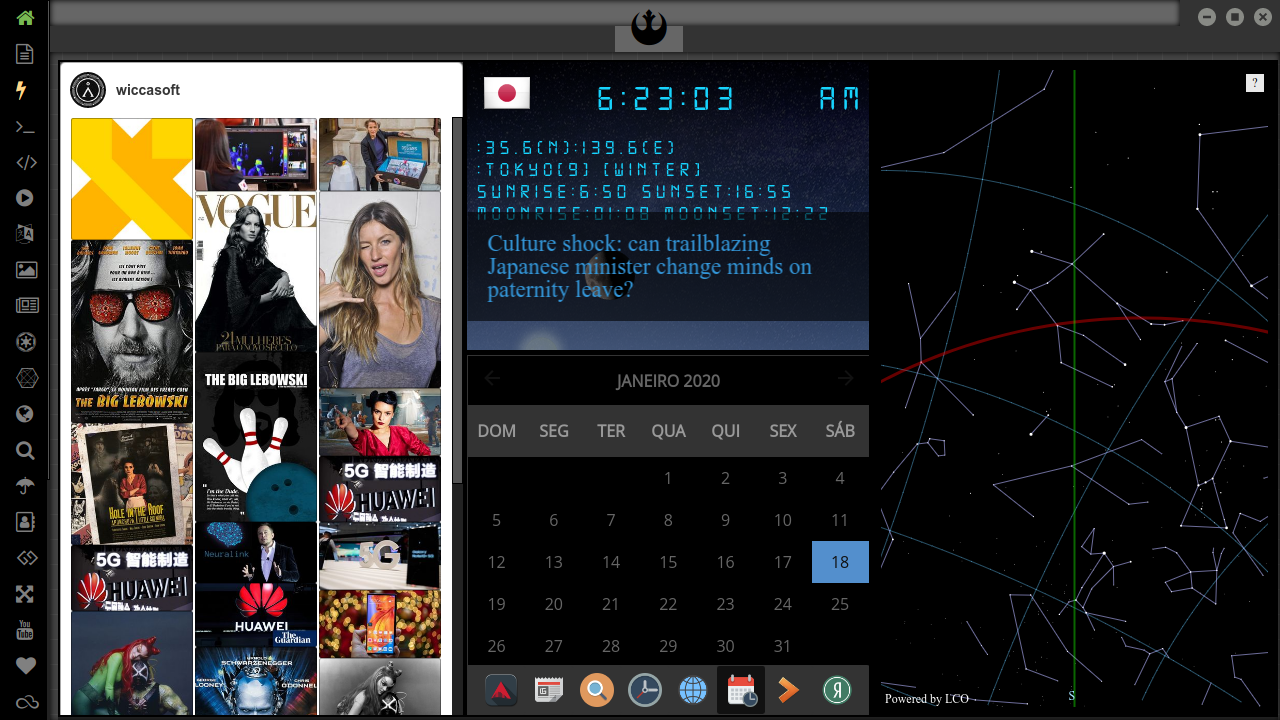 wiccasoft
VOGUE
21 MULHERES
PARA O NOVO SÉCULO
THE BIG LEBOWSKI
THE BIG LEBOWSKI
HOLE IN THE ROOF
5G 智能制造
HUAWEI
5G 智能制造
HUAWEI
Neuralink
5G
HUAWEI
The
Guardian
SCHWARZENEGGER
6:23:03 AM
:35.6(N):139.6(E)
:TOKYO(9) (WINTER)
SUNRISE:6:50 SUNSET:16:55
MOONRISE:01:08 MOONSET:12:22
Culture shock: can trailblazing
Japanese minister change minds on
paternity leave?
JANEIRO 2020
DOM SEG TER QUA QUI SEX SÁB
1 2 3 4
5 6 7 8 9 10 11
12 13 14 15 16 17 18
19 20 21 22 23 24 25
26 27 28 29 30 31
?
Powered by LCO
S
You
Tube